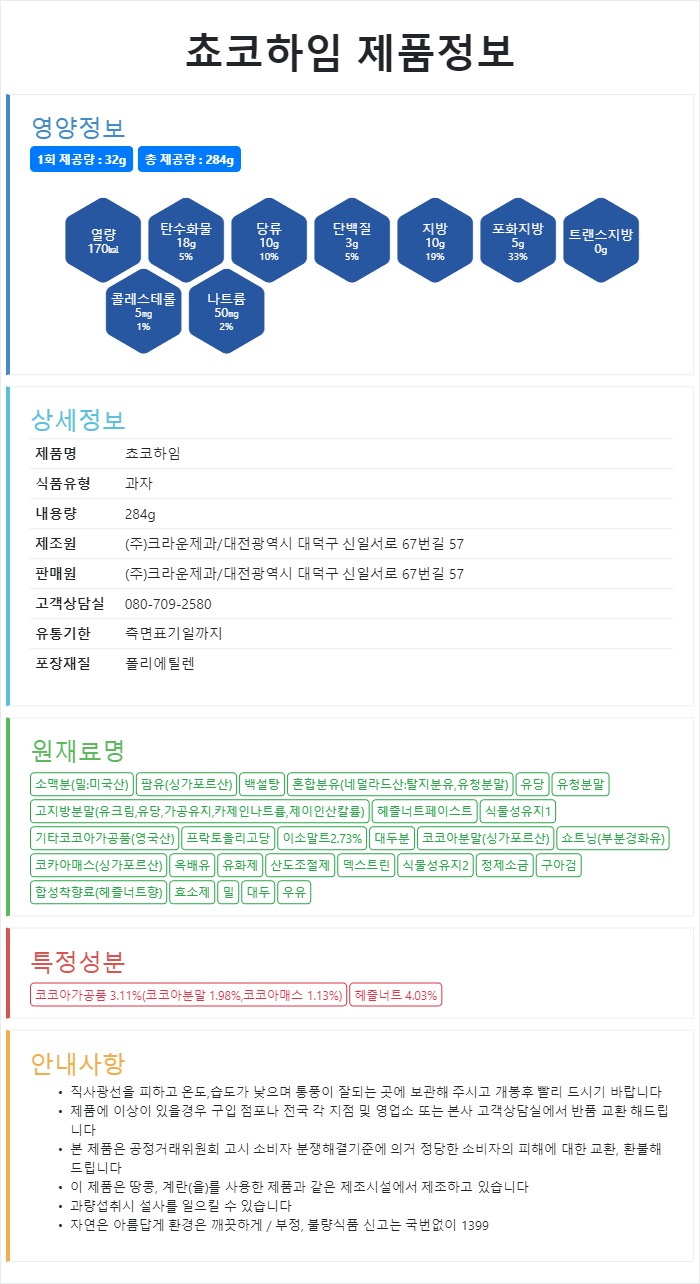 쵸코하임 제품정보
영양정보
1회 제공량 : 32g 총 제공량 : 284g
열량 170㎉
탄수화물 18g 5%
당류 10g 10%
단백질 3g 5%
지방 10g 19%
포화지방 5g 33%
트랜스지방 0g
콜레스테롤 5㎎ 1%
나트륨 50㎎ 2%
상세정보
제품명 쵸코하임
식품유형 과자
내용량 284g
제조원 (주)크라운제과/대전광역시 대덕구 신일서로 67번길 57
판매원 (주)크라운제과/대전광역시 대덕구 신일서로 67번길 57
고객상담실 080-709-2580
유통기한 측면표기일까지
포장재질 폴리에틸렌
원재료명
소맥분(밀:미국산) 팜유(싱가포르산) 백설탕 혼합분유(네덜라드산:탈지분유,유청분말) 유당 유청분말
고지방분말(유크림,유당,가공유지,카제인나트륨,제이인산칼륨) 헤즐너트페이스트 식물성유지1
기타코코아가공품(영국산) 프락토올리고당 이소말트2.73% 대두분 코코아분말(싱가포르산) 쇼트닝(부분경화유)
코카아매스(싱가포르산) 옥배유 유화제 산도조절제 덱스트린 식물성유지2 정제소금 구아검
합성착향료(헤즐너트향) 효소제 밀 대두 우유
특정성분
코코아가공품 3.11%(코코아분말 1.98%,코코아매스 1.13%) 헤즐너트 4.03%
안내사항
• 직사광선을 피하고 온도,습도가 낮으며 통풍이 잘되는 곳에 보관해 주시고 개봉후 빨리 드시기 바랍니다
• 제품에 이상이 있을경우 구입 점포나 전국 각 지점 및 영업소 또는 본사 고객상담실에서 반품 교환 해드립
니다
• 본 제품은 공정거래위원회 고시 소비자 분쟁해결기준에 의거 정당한 소비자의 피해에 대한 교환, 환불해
드립니다
• 이 제품은 땅콩, 계란(을)를 사용한 제품과 같은 제조시설에서 제조하고 있습니다
• 과량섭취시 설사를 일으킬 수 있습니다
• 자연은 아름답게 환경은 깨끗하게 / 부정, 불량식품 신고는 국번없이 1399